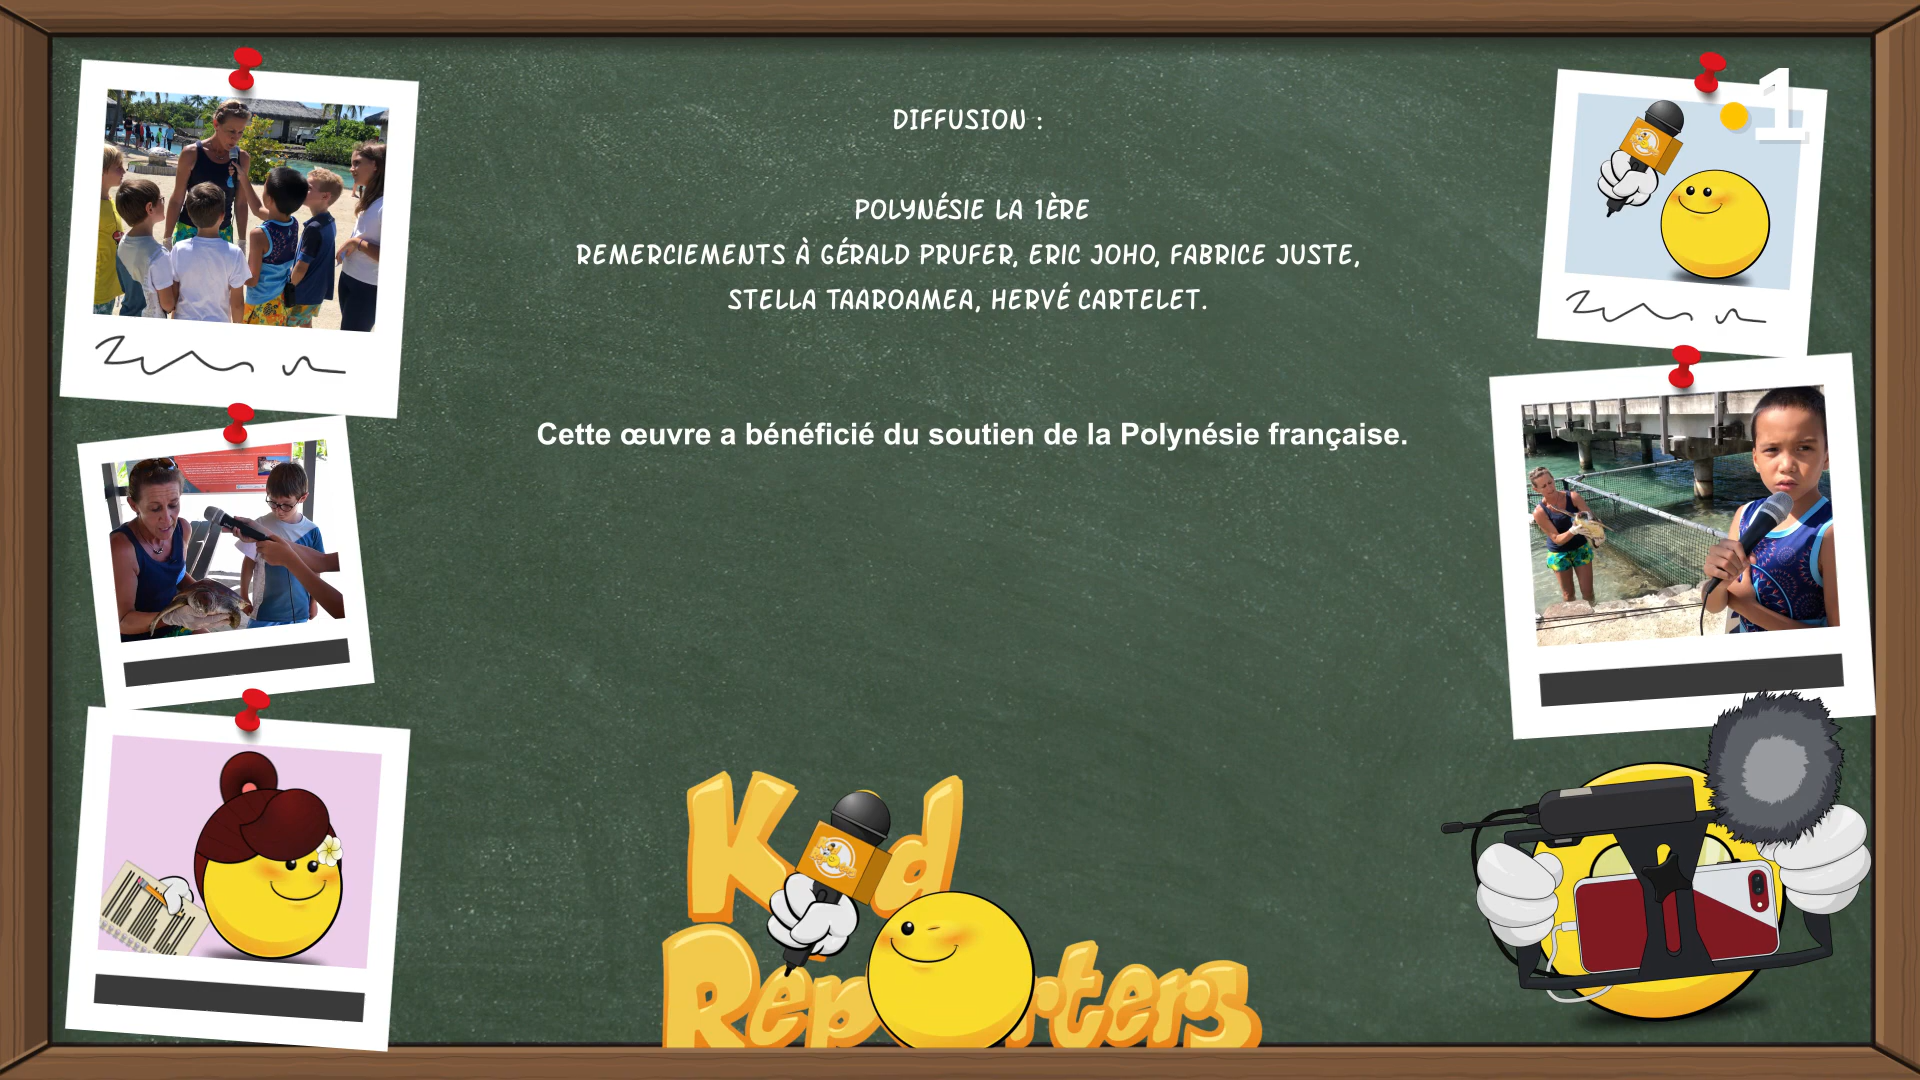 DIFFUSION :
POLYNÉSIE LA 1ÈRE
REMERCIEMENTS À GÉRALD PRUFER, ERIC JOHO, FABRICE JUSTE,
STELLA TAAROAMEA, HERVÉ CARTELET.
Cette œuvre a bénéficié du soutien de la Polynésie française.
Kid
Reporters
1